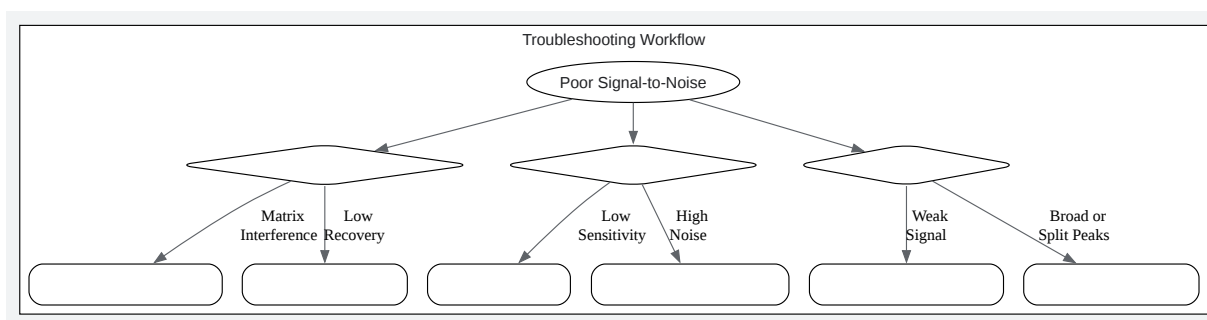 Troubleshooting Workflow
Poor Signal-to-Noise
Matrix
Interference
Low
Recovery
Low
Sensitivity
High
Noise
Weak
Signal
Broad or
Split Peaks